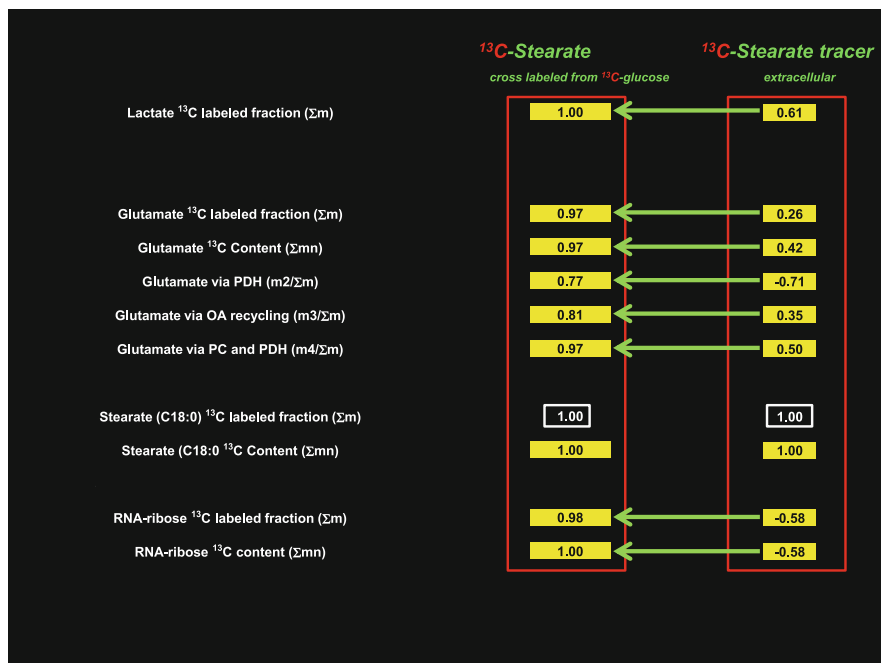 ¹³C-Stearate ¹³C-Stearate tracer
cross labeled from ¹³C-glucose extracellular
Lactate ¹³C labeled fraction (Σm) 1.00 0.61
Glutamate ¹³C labeled fraction (Σm) 0.97 0.26
Glutamate ¹³C Content (Σmn) 0.97 0.42
Glutamate via PDH (m2/Σm) 0.77 -0.71
Glutamate via OA recycling (m3/Σm) 0.81 0.35
Glutamate via PC and PDH (m4/Σm) 0.97 0.50
Stearate (C18:0) ¹³C labeled fraction (Σm) 1.00 1.00
Stearate (C18:0 ¹³C Content (Σmn) 1.00 1.00
RNA-ribose ¹³C labeled fraction (Σm) 0.98 -0.58
RNA-ribose ¹³C content (Σmn) 1.00 -0.58